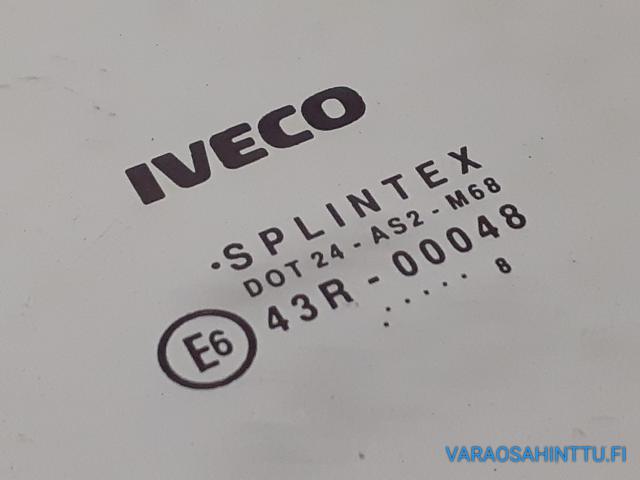 IVECO
·SPLINTEX
DOT 24-AS2-M68
43R-00048
E6
:····· 8
VARAOSAHINTTU.FI